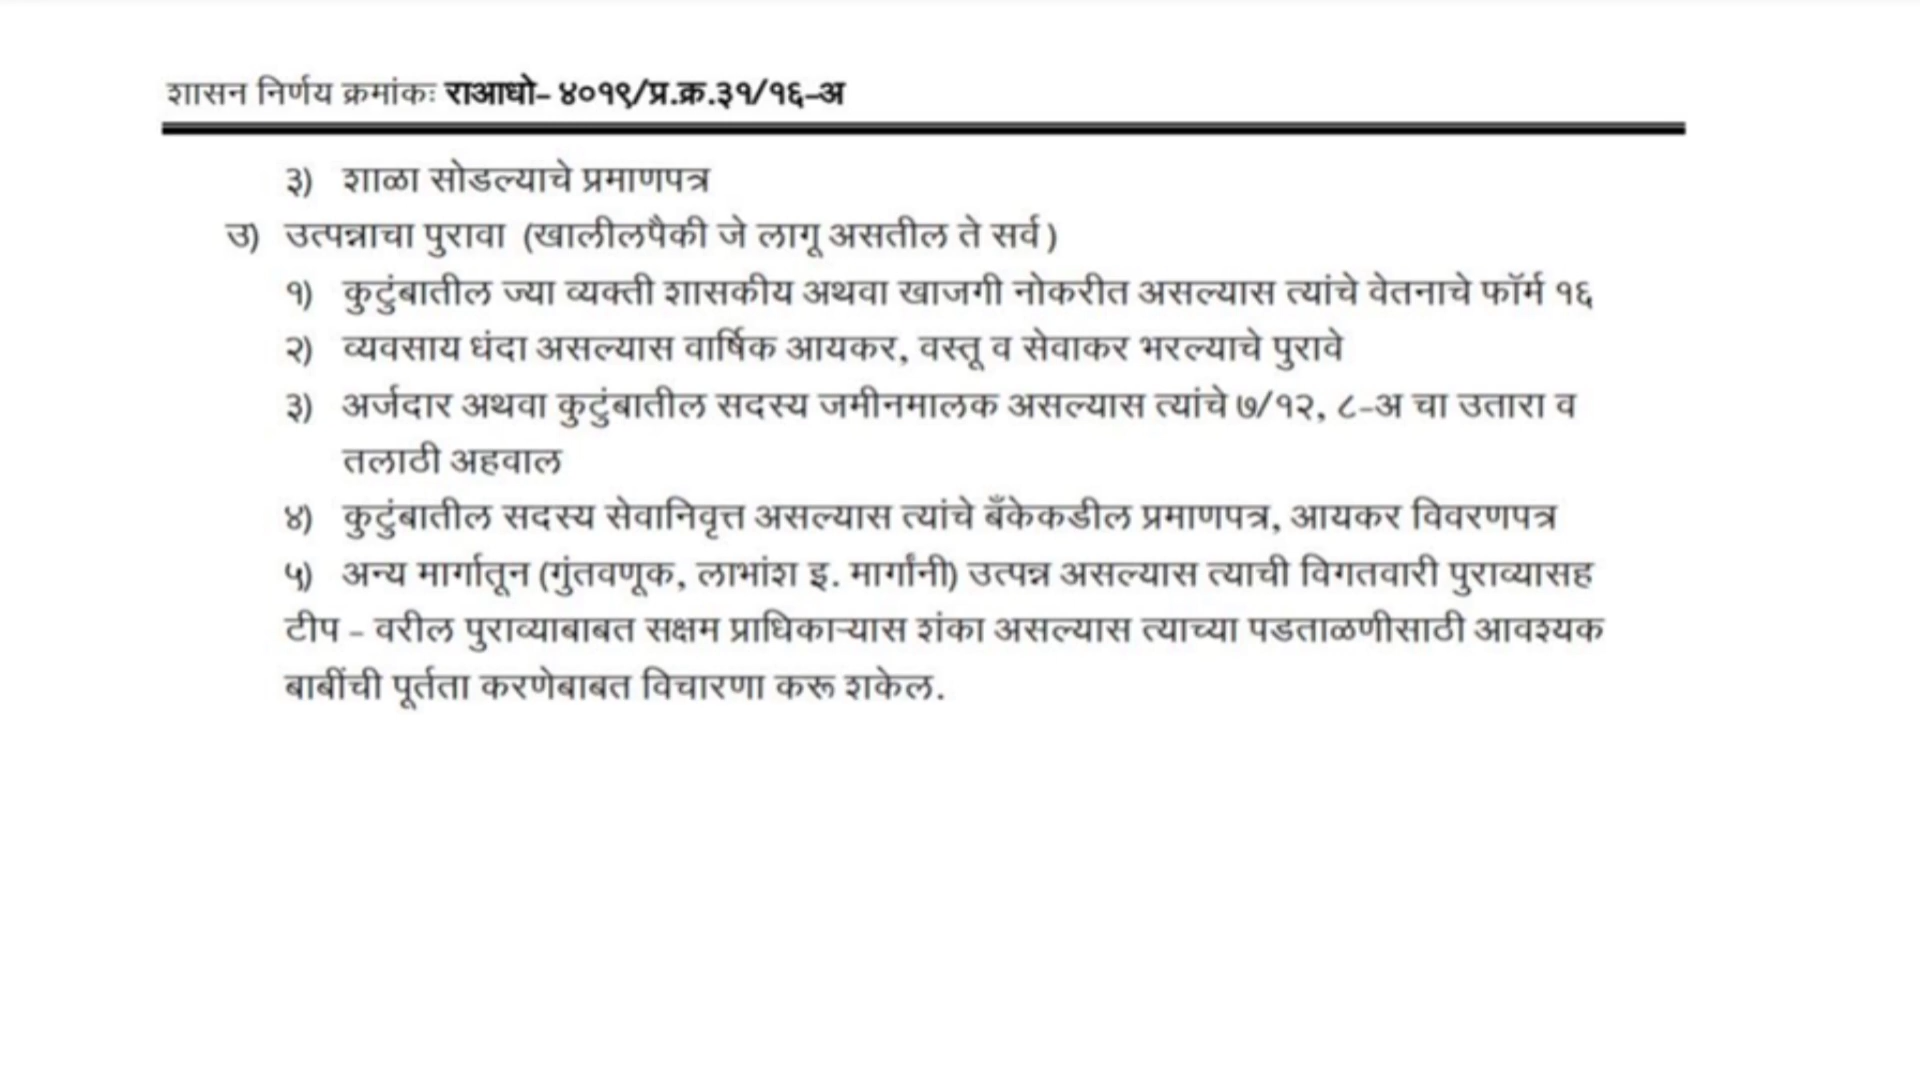 शासन निर्णय क्रमांकः राआधो- ४०१९/प्र.क्र.३१/१६-अ
३) शाळा सोडल्याचे प्रमाणपत्र
उ) उत्पन्नाचा पुरावा (खालीलपैकी जे लागू असतील ते सर्व)
१) कुटुंबातील ज्या व्यक्ती शासकीय अथवा खाजगी नोकरीत असल्यास त्यांचे वेतनाचे फॉर्म १६
२) व्यवसाय धंदा असल्यास वार्षिक आयकर, वस्तू व सेवाकर भरल्याचे पुरावे
३) अर्जदार अथवा कुटुंबातील सदस्य जमीनमालक असल्यास त्यांचे ७/१२, ८-अ चा उतारा व
तलाठी अहवाल
४) कुटुंबातील सदस्य सेवानिवृत्त असल्यास त्यांचे बँकेकडील प्रमाणपत्र, आयकर विवरणपत्र
५) अन्य मार्गातून (गुंतवणूक, लाभांश इ. मार्गांनी) उत्पन्न असल्यास त्याची विगतवारी पुराव्यासह
टीप - वरील पुराव्याबाबत सक्षम प्राधिकाऱ्यास शंका असल्यास त्याच्या पडताळणीसाठी आवश्यक
बाबींची पूर्तता करणेबाबत विचारणा करू शकेल.